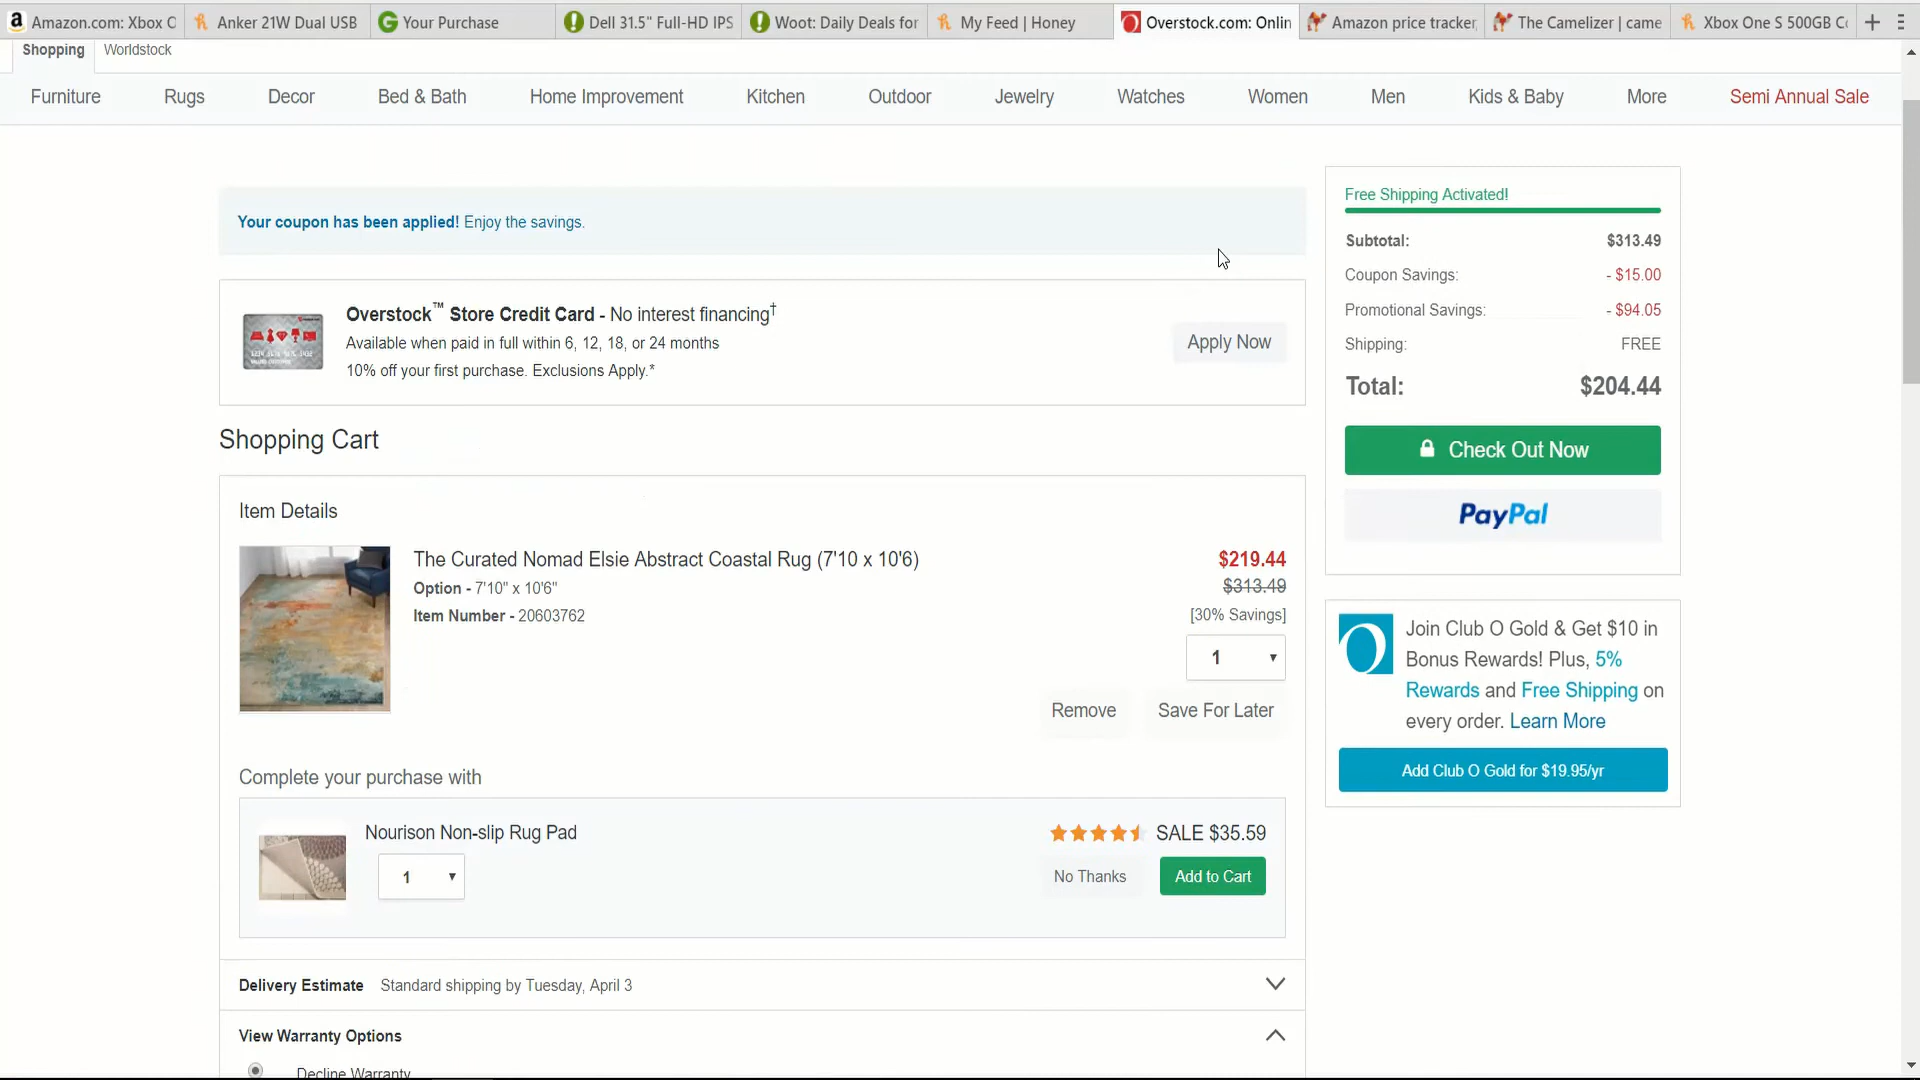 Amazon.com: Xbox O
Anker 21W Dual USB
Your Purchase
Dell 31.5" Full-HD IPS
Woot: Daily Deals for
My Feed | Honey
Overstock.com: Onlin
Amazon price tracker,
The Camelizer | came
Xbox One S 500GB Co
Shopping
Worldstock
Furniture
Rugs
Decor
Bed & Bath
Home Improvement
Kitchen
Outdoor
Jewelry
Watches
Women
Men
Kids & Baby
More
Semi Annual Sale
Your coupon has been applied! Enjoy the savings.
Overstock™ Store Credit Card - No interest financing†
Available when paid in full within 6, 12, 18, or 24 months
10% off your first purchase. Exclusions Apply.*
Apply Now
Shopping Cart
Item Details
The Curated Nomad Elsie Abstract Coastal Rug (7'10 x 10'6)
Option - 7'10" x 10'6"
Item Number - 20603762
$219.44
$313.49
[30% Savings]
1
Remove
Save For Later
Complete your purchase with
Nourison Non-slip Rug Pad
1
SALE $35.59
No Thanks
Add to Cart
Delivery Estimate Standard shipping by Tuesday, April 3
View Warranty Options
Decline Warranty
Free Shipping Activated!
Subtotal: $313.49
Coupon Savings: - $15.00
Promotional Savings: - $94.05
Shipping: FREE
Total: $204.44
Check Out Now
PayPal
Join Club O Gold & Get $10 in
Bonus Rewards! Plus, 5%
Rewards and Free Shipping on
every order. Learn More
Add Club O Gold for $19.95/yr